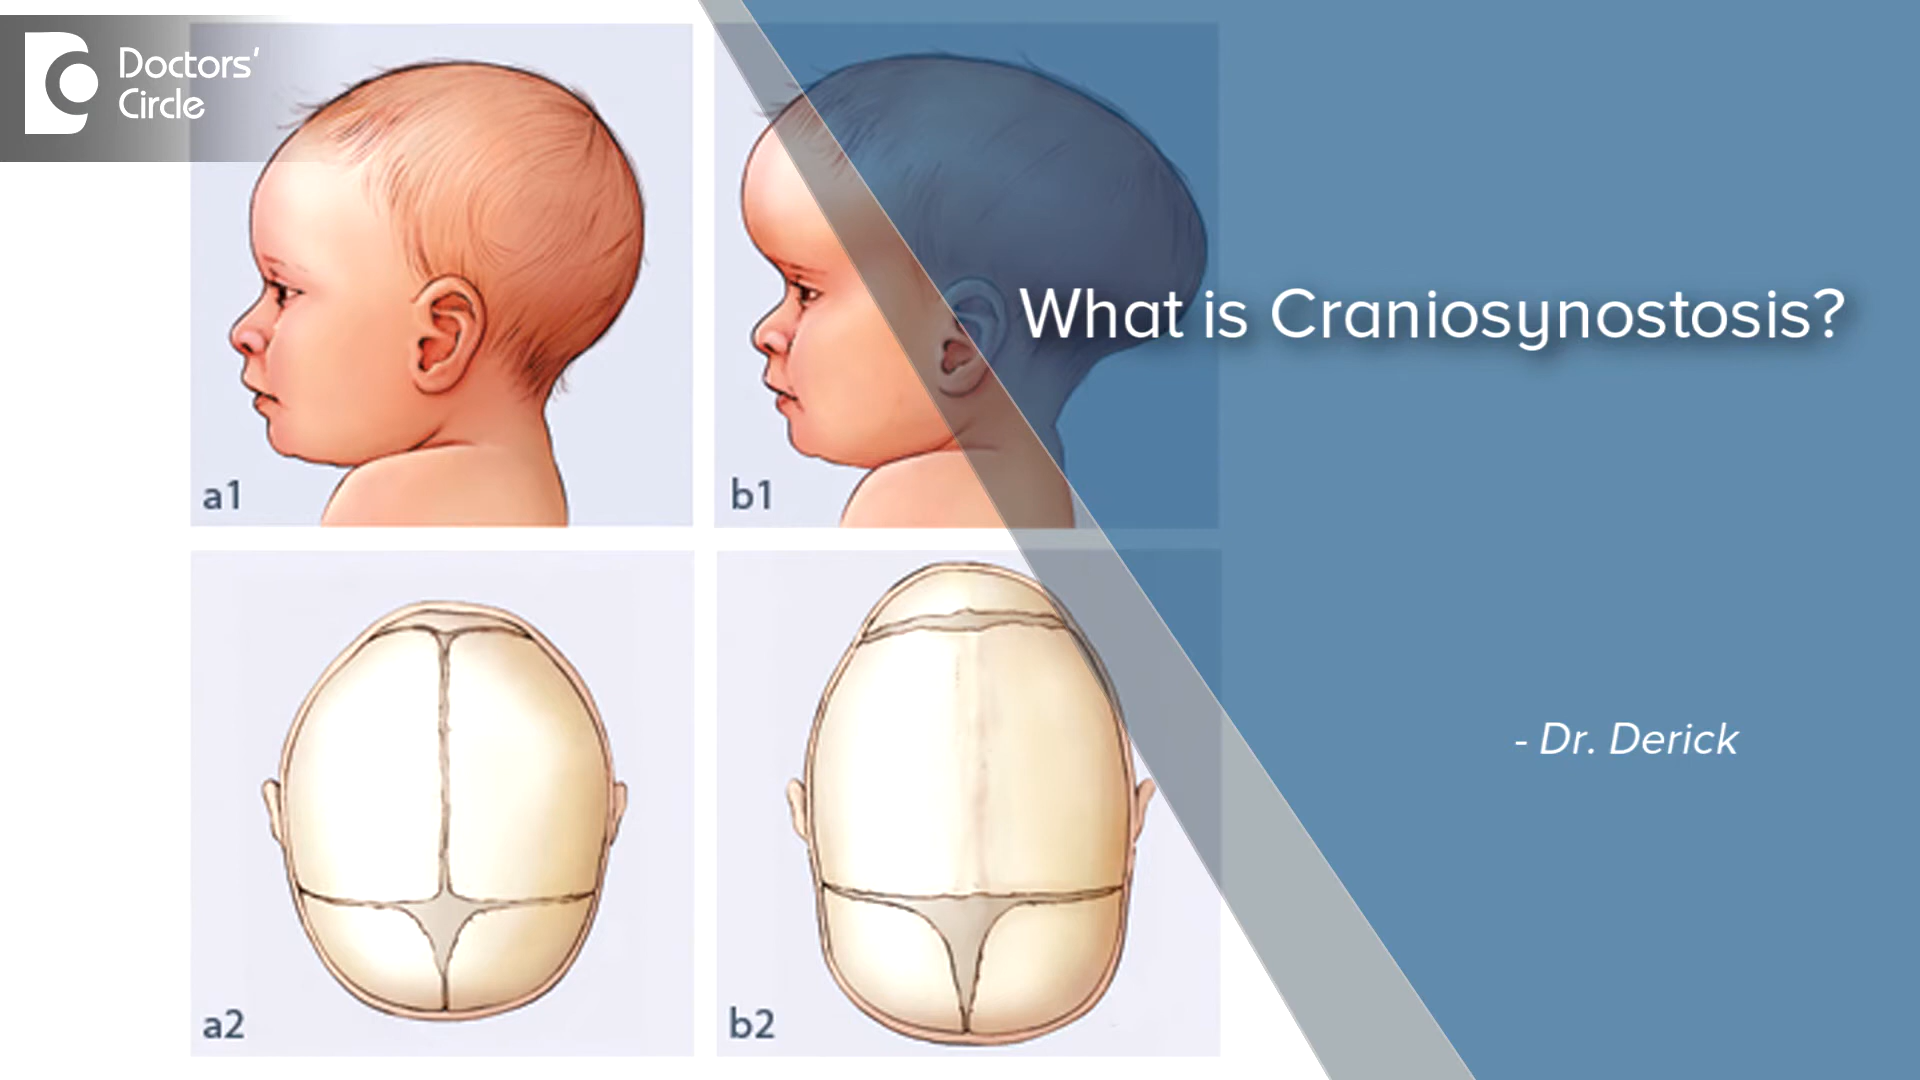 Doctors'
Circle
a1
b1
What is Craniosynostosis?
- Dr. Derick
a2
b2